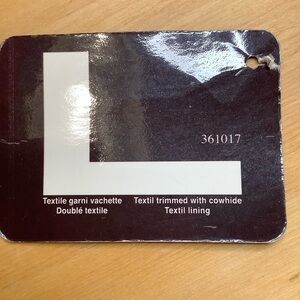 L
361017
Textile garni vachette
Doublé textile
Textil trimmed with cowhide
Textil lining